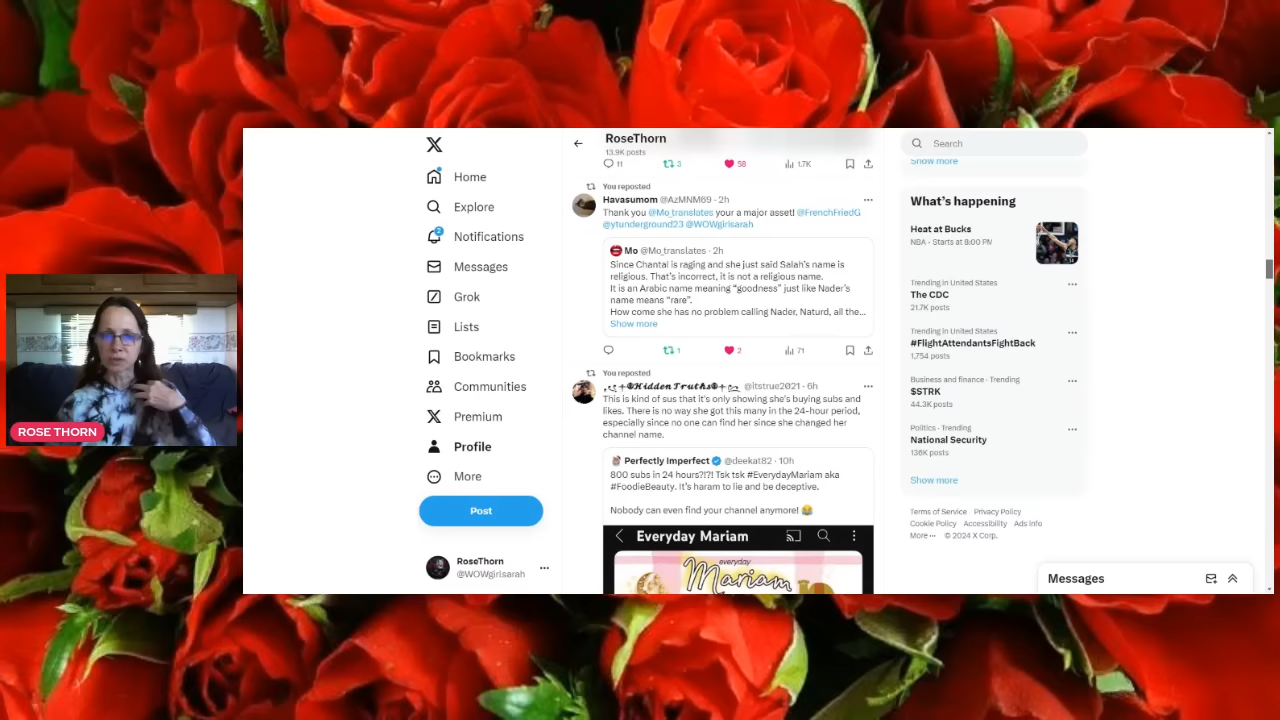 RoseThorn
13.9K posts
11
3
58
1.7K
Home
Explore
2
Notifications
Messages
Grok
Lists
Bookmarks
Communities
Premium
Profile
More
Post
RoseThorn
@WOWgirlsarah
You reposted
Havasumom @AzMNM69 · 2h
Thank you @Mo_translates your a major asset! @FrenchFriedG
@ytunderground23 @WOWgirlsarah
Mo @Mo_translates · 2h
Since Chantal is raging and she just said Salah's name is
religious. That's incorrect, it is not a religious name.
It is an Arabic name meaning “goodness” just like Nader's
name means “rare”.
How come she has no problem calling Nader, Naturd, all the...
Show more
1
2
71
You reposted
𝓗𝓲𝓭𝓭𝓮𝓷 𝓣𝓻𝓾𝓽𝓱𝓼 @itstrue2021 · 6h
This is kind of sus that it's only showing she's buying subs and
likes. There is no way she got this many in the 24-hour period,
especially since no one can find her since she changed her
channel name.
Perfectly Imperfect @deekat82 · 10h
800 subs in 24 hours?!?! Tsk tsk #EverydayMariam aka
#FoodieBeauty. It's haram to lie and be deceptive.
Nobody can even find your channel anymore! 😂
Everyday Mariam
everyday
Mariam
Search
Show more
What's happening
Heat at Bucks
NBA · Starts at 8:00 PM
Trending in United States
The CDC
21.7K posts
Trending in United States
#FlightAttendantsFightBack
1,754 posts
Business and finance · Trending
$STRK
44.3K posts
Politics · Trending
National Security
136K posts
Show more
Terms of Service Privacy Policy
Cookie Policy Accessibility Ads info
More ··· © 2024 X Corp.
Messages
ROSE THORN